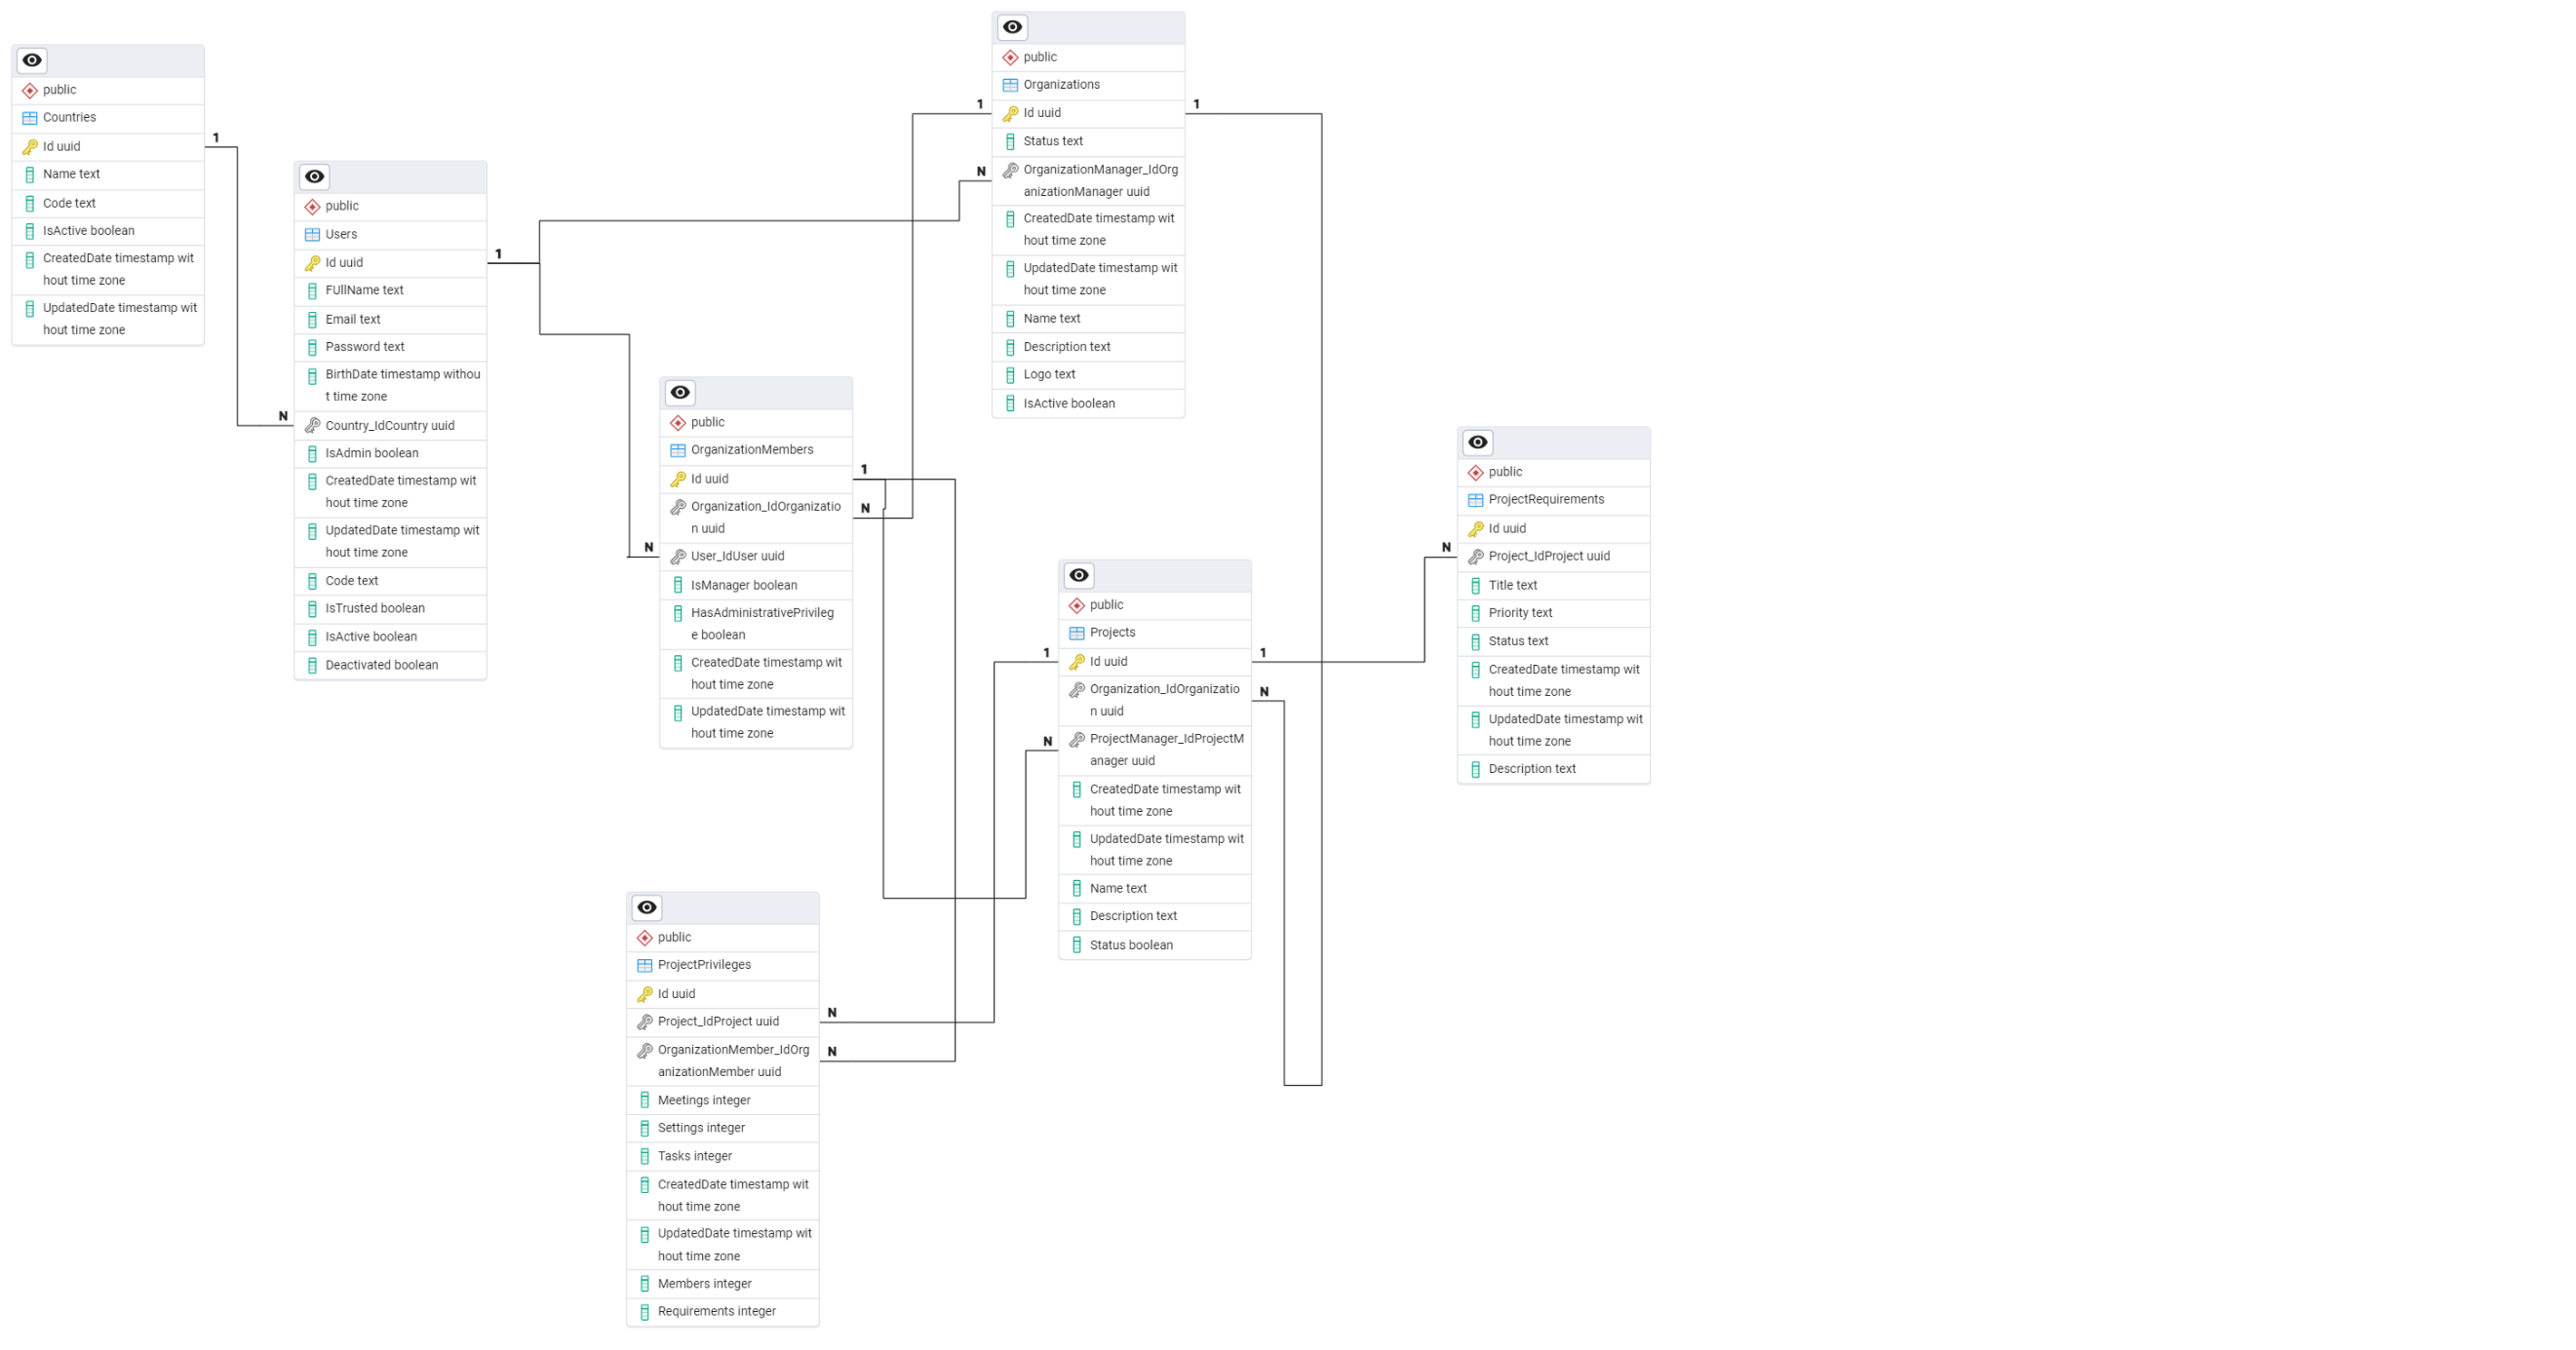 public
Countries
Id uuid
Name text
Code text
IsActive boolean
CreatedDate timestamp wit
hout time zone
UpdatedDate timestamp wit
hout time zone
1
N
public
Users
Id uuid
FUllName text
Email text
Password text
BirthDate timestamp withou
t time zone
Country_IdCountry uuid
IsAdmin boolean
CreatedDate timestamp wit
hout time zone
UpdatedDate timestamp wit
hout time zone
Code text
IsTrusted boolean
IsActive boolean
Deactivated boolean
1
N
public
OrganizationMembers
Id uuid
Organization_IdOrganizatio
n uuid
User_IdUser uuid
IsManager boolean
HasAdministrativePrivileg
e boolean
CreatedDate timestamp wit
hout time zone
UpdatedDate timestamp wit
hout time zone
1
N
public
ProjectPrivileges
Id uuid
Project_IdProject uuid
OrganizationMember_IdOrg
anizationMember uuid
Meetings integer
Settings integer
Tasks integer
CreatedDate timestamp wit
hout time zone
UpdatedDate timestamp wit
hout time zone
Members integer
Requirements integer
N
N
1
N
public
Organizations
Id uuid
Status text
OrganizationManager_IdOrg
anizationManager uuid
CreatedDate timestamp wit
hout time zone
UpdatedDate timestamp wit
hout time zone
Name text
Description text
Logo text
IsActive boolean
1
1
N
public
Projects
Id uuid
Organization_IdOrganizatio
n uuid
ProjectManager_IdProjectM
anager uuid
CreatedDate timestamp wit
hout time zone
UpdatedDate timestamp wit
hout time zone
Name text
Description text
Status boolean
1
N
N
public
ProjectRequirements
Id uuid
Project_IdProject uuid
Title text
Priority text
Status text
CreatedDate timestamp wit
hout time zone
UpdatedDate timestamp wit
hout time zone
Description text